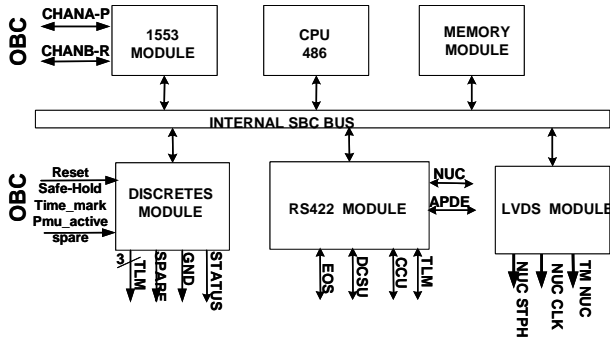 OBC
CHANA-P
CHANB-R
1553
MODULE
CPU
486
MEMORY
MODULE
INTERNAL SBC BUS
OBC
Reset
Safe-Hold
Time_mark
Pmu_active
spare
DISCRETES
MODULE
RS422 MODULE
NUC
APDE
LVDS MODULE
3
TLM
SPARE
GND
STATUS
EOS
DCSU
CCU
TLM
NUC STPH
NUC CLK
TM NUC